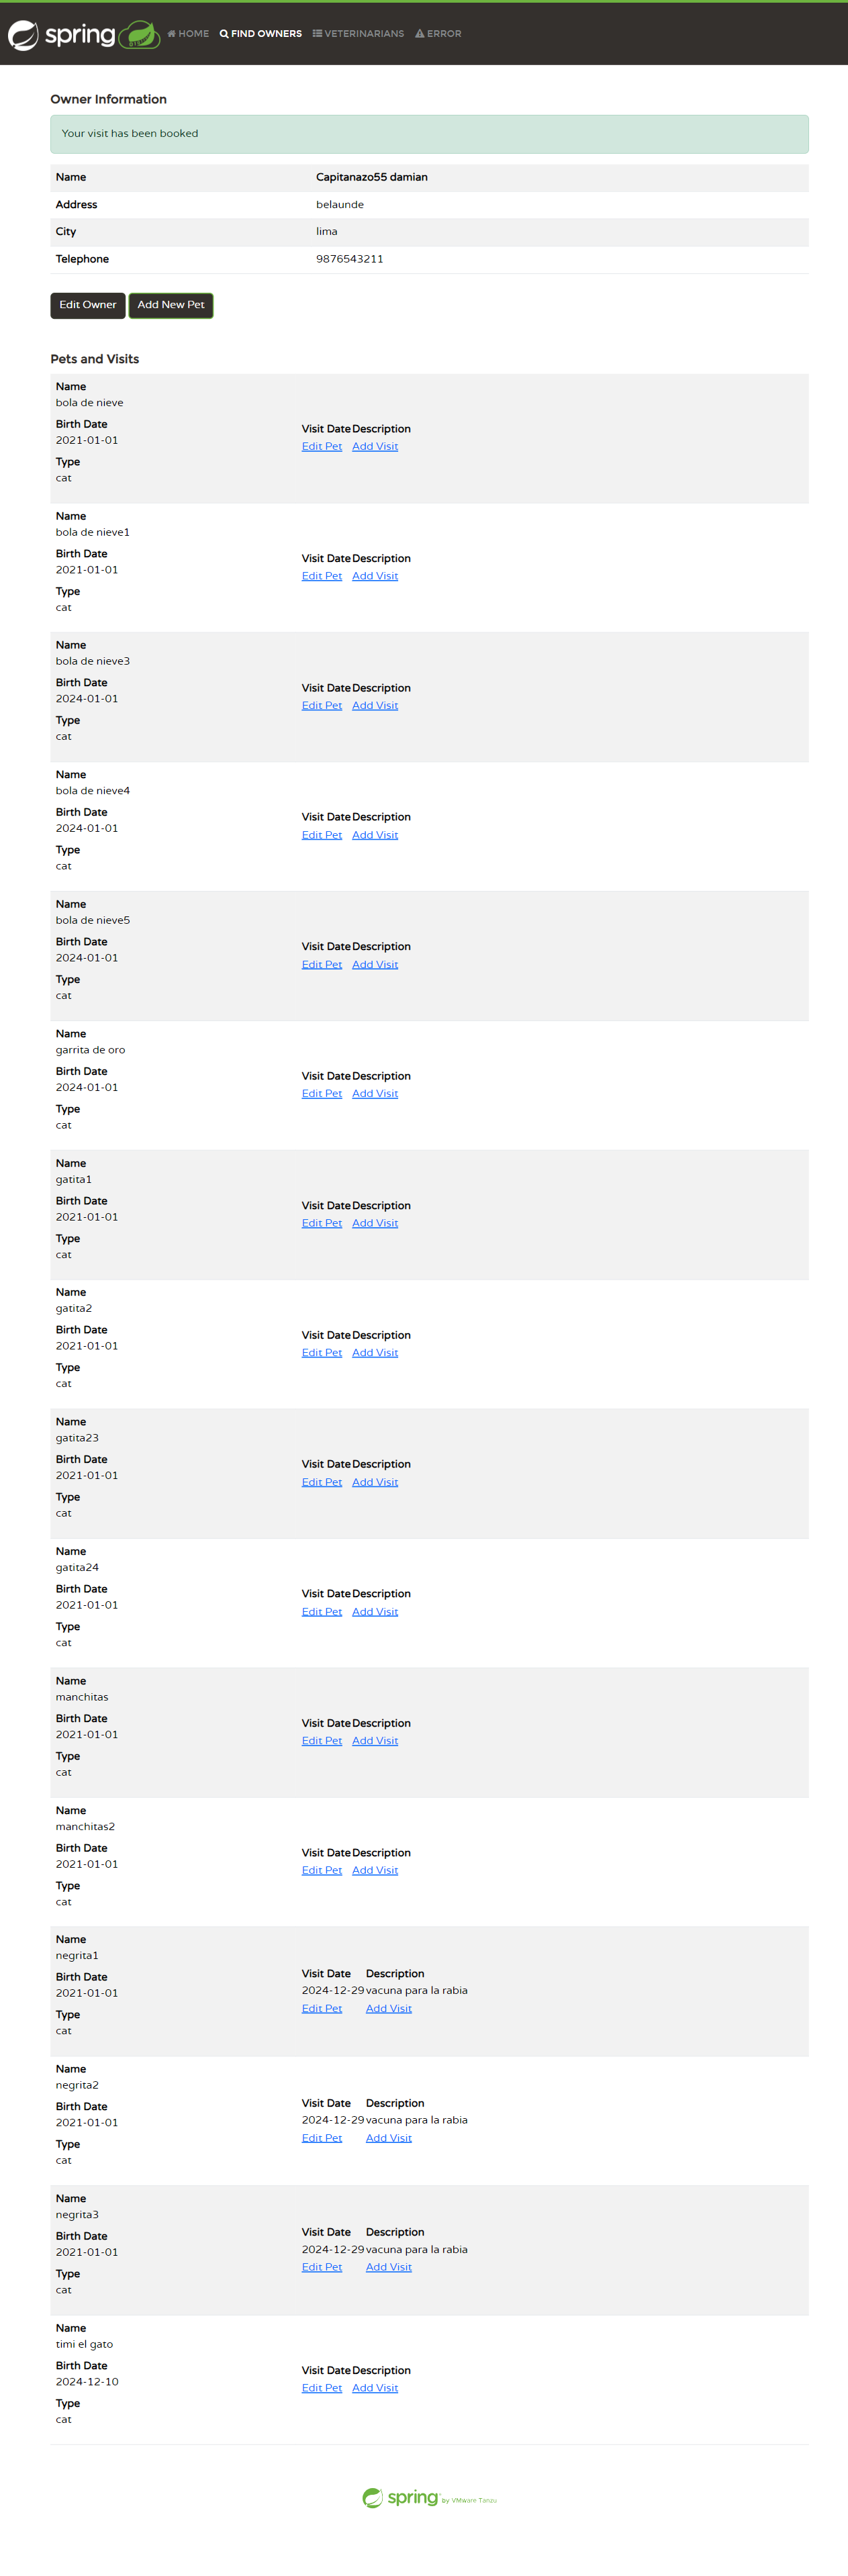 spring
HOME FIND OWNERS VETERINARIANS ERROR
Owner Information
Your visit has been booked
Name Capitanazo55 damian
Address belaunde
City lima
Telephone 9876543211
Edit Owner Add New Pet
Pets and Visits
Name
bola de nieve
Birth Date
2021-01-01
Type
cat
Visit Date Description
Edit Pet Add Visit
Name
bola de nieve1
Birth Date
2021-01-01
Type
cat
Visit Date Description
Edit Pet Add Visit
Name
bola de nieve3
Birth Date
2024-01-01
Type
cat
Visit Date Description
Edit Pet Add Visit
Name
bola de nieve4
Birth Date
2024-01-01
Type
cat
Visit Date Description
Edit Pet Add Visit
Name
bola de nieve5
Birth Date
2024-01-01
Type
cat
Visit Date Description
Edit Pet Add Visit
Name
garrita de oro
Birth Date
2024-01-01
Type
cat
Visit Date Description
Edit Pet Add Visit
Name
gatita1
Birth Date
2021-01-01
Type
cat
Visit Date Description
Edit Pet Add Visit
Name
gatita2
Birth Date
2021-01-01
Type
cat
Visit Date Description
Edit Pet Add Visit
Name
gatita23
Birth Date
2021-01-01
Type
cat
Visit Date Description
Edit Pet Add Visit
Name
gatita24
Birth Date
2021-01-01
Type
cat
Visit Date Description
Edit Pet Add Visit
Name
manchitas
Birth Date
2021-01-01
Type
cat
Visit Date Description
Edit Pet Add Visit
Name
manchitas2
Birth Date
2021-01-01
Type
cat
Visit Date Description
Edit Pet Add Visit
Name
negrita1
Birth Date
2021-01-01
Type
cat
Visit Date Description
2024-12-29 vacuna para la rabia
Edit Pet Add Visit
Name
negrita2
Birth Date
2021-01-01
Type
cat
Visit Date Description
2024-12-29 vacuna para la rabia
Edit Pet Add Visit
Name
negrita3
Birth Date
2021-01-01
Type
cat
Visit Date Description
2024-12-29 vacuna para la rabia
Edit Pet Add Visit
Name
timi el gato
Birth Date
2024-12-10
Type
cat
Visit Date Description
Edit Pet Add Visit
spring by VMware Tanzu